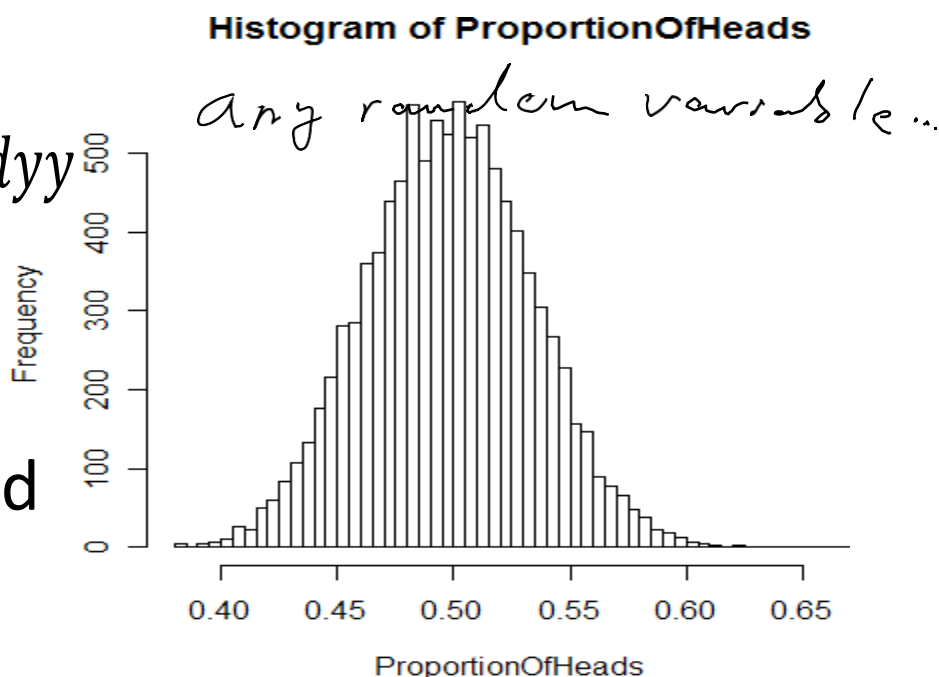 Histogram of ProportionOfHeads
any random variable...
dyy
500
400
300
200
100
0
Frequency
d
0.40 0.45 0.50 0.55 0.60 0.65
ProportionOfHeads